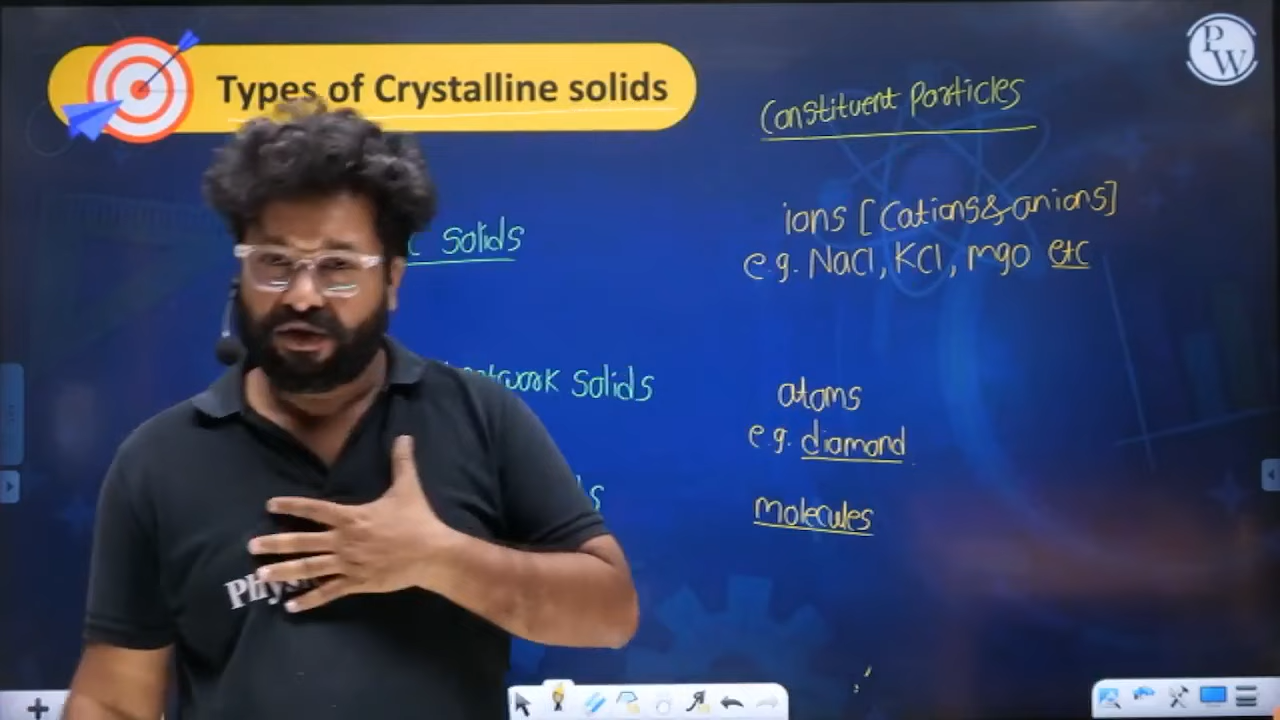 Types of Crystalline solids
PW
Constituent Particles
ions [Cations & anions]
solids
e.g. NaCl, KCl, mgo etc
network solids
atoms
e.g. diamond
molecules